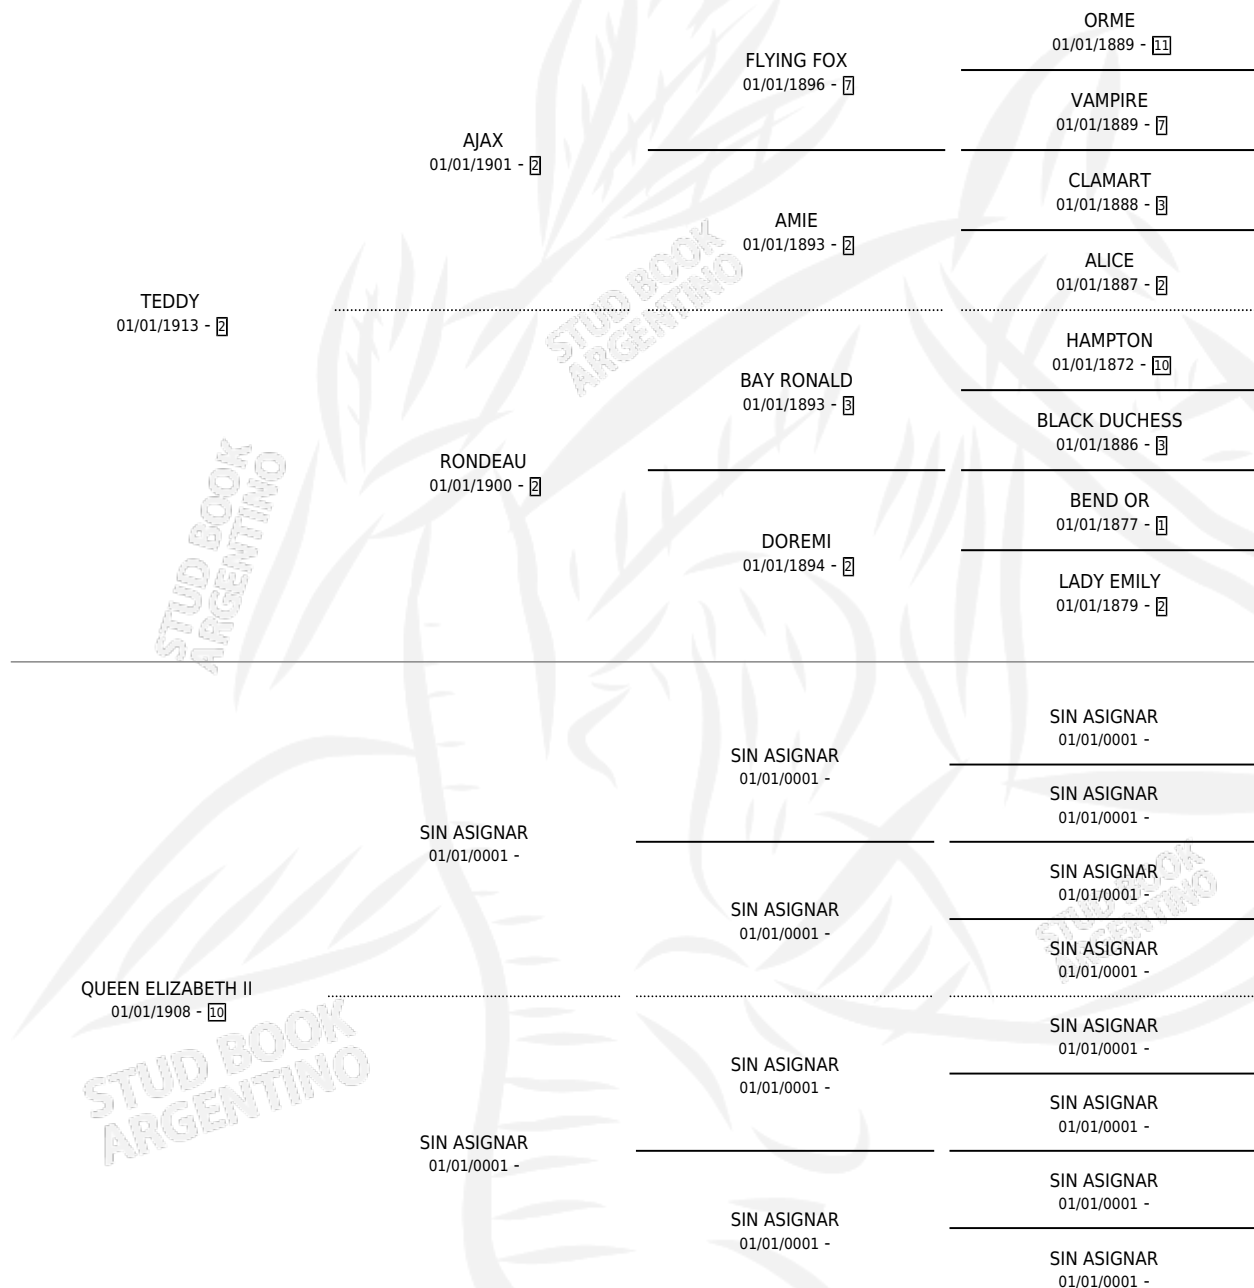 ORME
01/01/1889 - 11
FLYING FOX
01/01/1896 - 7
VAMPIRE
01/01/1889 - 7
AJAX
01/01/1901 - 2
CLAMART
01/01/1888 - 3
AMIE
01/01/1893 - 2
ALICE
01/01/1887 - 2
TEDDY
01/01/1913 - 2
STUD BOOK
ARGENTINO
HAMPTON
01/01/1872 - 10
BAY RONALD
01/01/1893 - 3
BLACK DUCHESS
01/01/1886 - 3
RONDEAU
01/01/1900 - 2
BEND OR
01/01/1877 - 1
DOREMI
01/01/1894 - 2
LADY EMILY
01/01/1879 - 2
STUD BOOK
ARGENTINO
SIN ASIGNAR
01/01/0001 -
SIN ASIGNAR
01/01/0001 -
SIN ASIGNAR
01/01/0001 -
SIN ASIGNAR
01/01/0001 -
SIN ASIGNAR
01/01/0001 -
SIN ASIGNAR
01/01/0001 -
SIN ASIGNAR
01/01/0001 -
STUD BOOK
ARGENTINO
QUEEN ELIZABETH II
01/01/1908 - 10
SIN ASIGNAR
01/01/0001 -
SIN ASIGNAR
01/01/0001 -
SIN ASIGNAR
01/01/0001 -
STUD BOOK
ARGENTINO
SIN ASIGNAR
01/01/0001 -
SIN ASIGNAR
01/01/0001 -
SIN ASIGNAR
01/01/0001 -
SIN ASIGNAR
01/01/0001 -